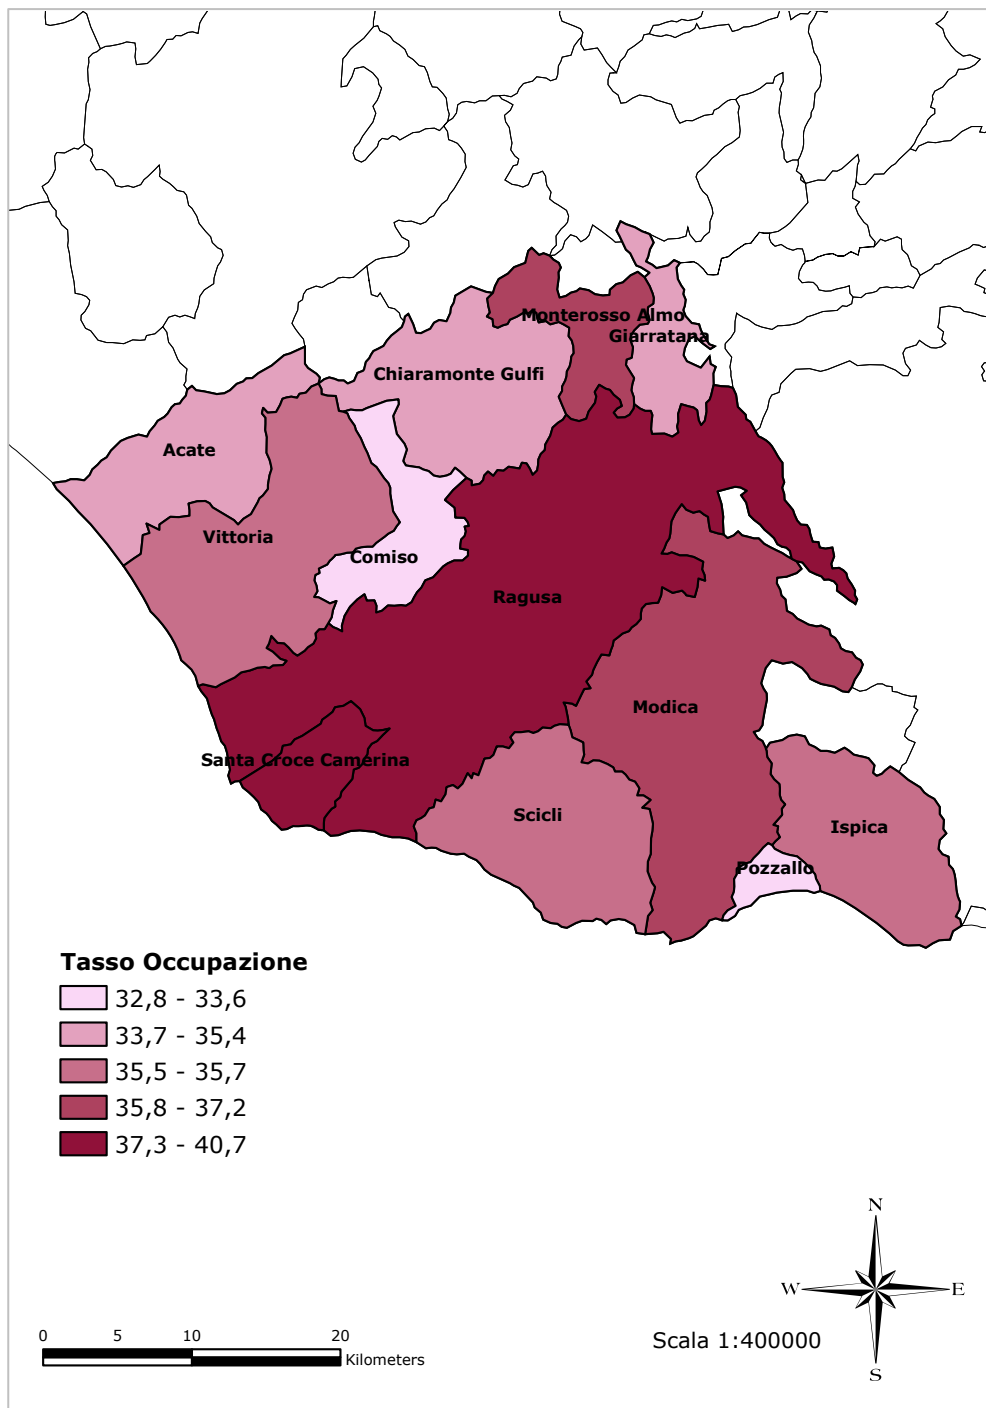 Monterosso Almo
Giarratana
Chiaramonte Gulfi
Acate
Vittoria
Comiso
Ragusa
Modica
Santa Croce Camerina
Scicli
Ispica
Pozzallo
Tasso Occupazione
32,8 - 33,6
33,7 - 35,4
35,5 - 35,7
35,8 - 37,2
37,3 - 40,7
N
W
E
S
Scala 1:400000
0 5 10 20
Kilometers